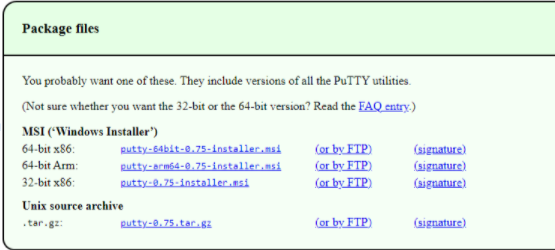 Package files
You probably want one of these. They include versions of all the PuTTY utilities.
(Not sure whether you want the 32-bit or the 64-bit version? Read the FAQ entry.)
MSI (‘Windows Installer’)
64-bit x86: putty-64bit-0.75-installer.msi (or by FTP) (signature)
64-bit Arm: putty-arm64-0.75-installer.msi (or by FTP) (signature)
32-bit x86: putty-0.75-installer.msi (or by FTP) (signature)
Unix source archive
.tar.gz: putty-0.75.tar.gz (or by FTP) (signature)